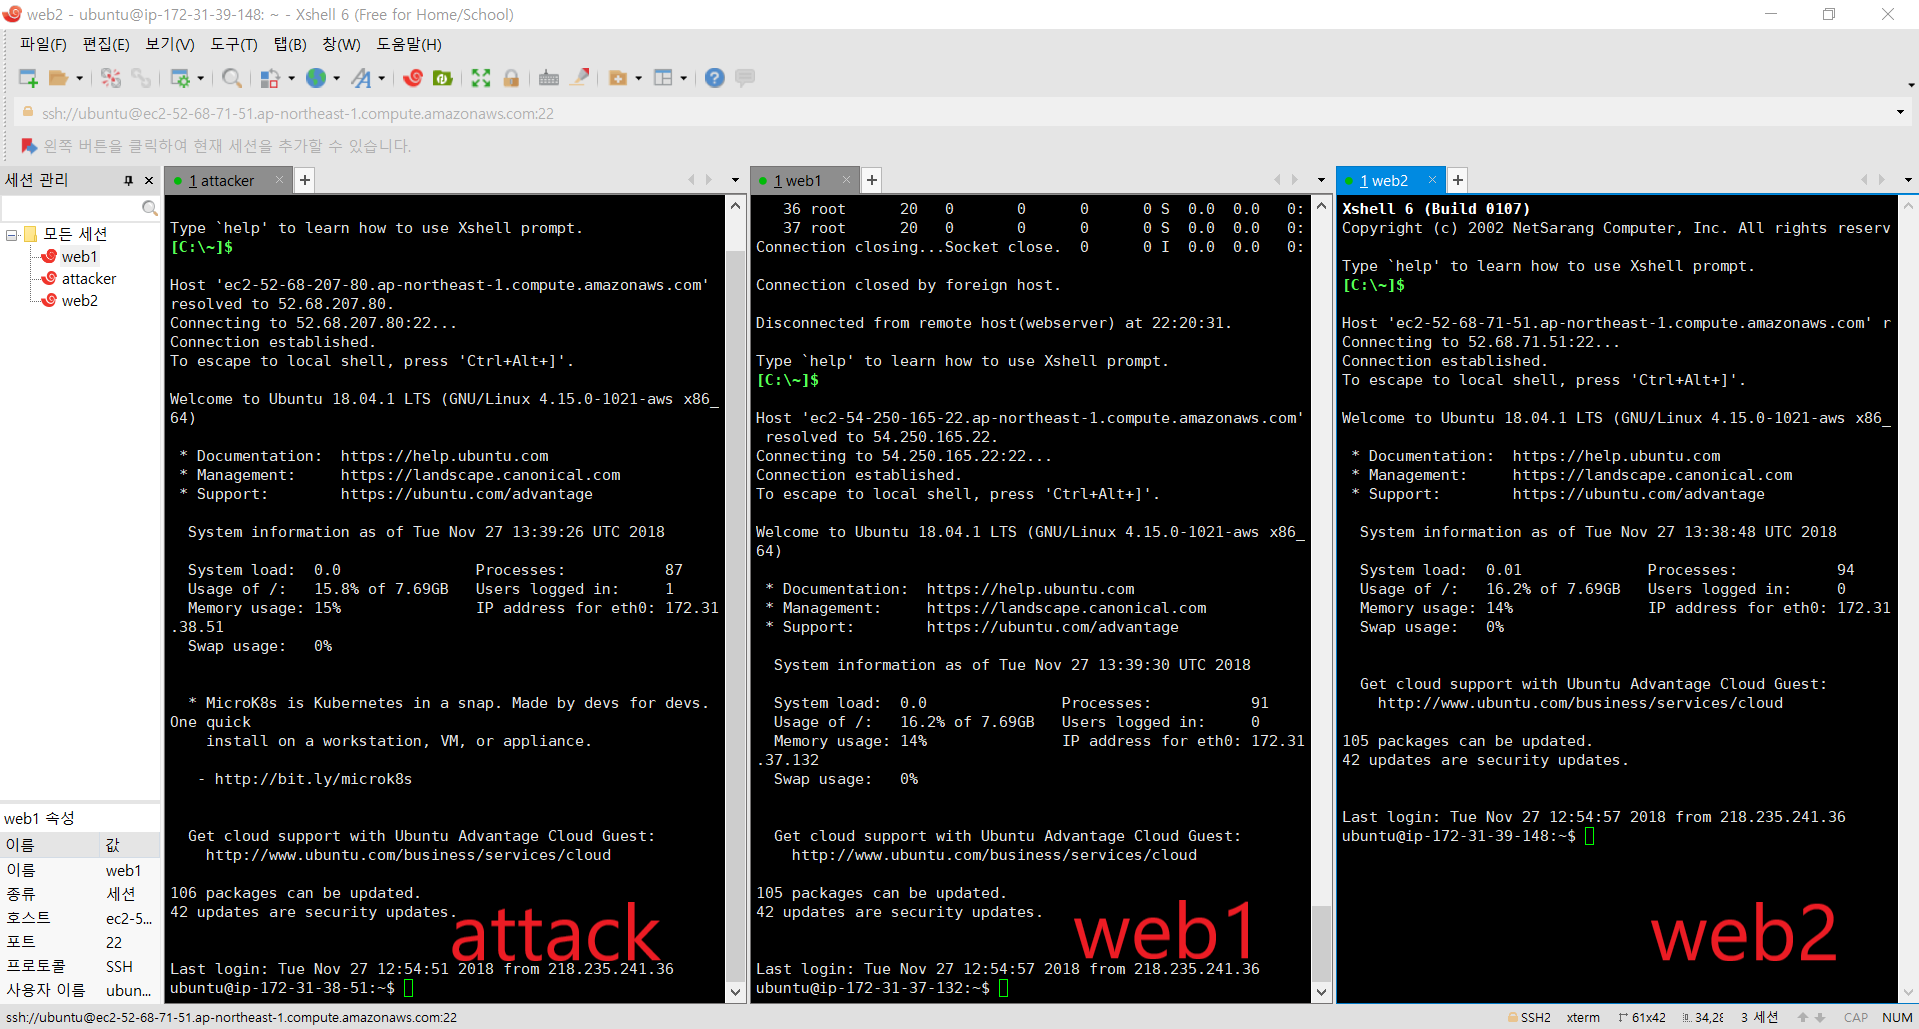 web2 - ubuntu@ip-172-31-39-148: ~ - Xshell 6 (Free for Home/School)
파일(F) 편집(E) 보기(V) 도구(T) 탭(B) 창(W) 도움말(H)
ssh://ubuntu@ec2-52-68-71-51.ap-northeast-1.compute.amazonaws.com:22
왼쪽 버튼을 클릭하여 현재 세션을 추가할 수 있습니다.
세션 관리
모든 세션
web1
attacker
web2
web1 속성
이름 값
이름 web1
종류 세션
호스트 ec2-5...
포트 22
프로토콜 SSH
사용자 이름 ubun...
1 attacker
Type `help' to learn how to use Xshell prompt.
[C:\~]$
Host 'ec2-52-68-207-80.ap-northeast-1.compute.amazonaws.com'
resolved to 52.68.207.80.
Connecting to 52.68.207.80:22...
Connection established.
To escape to local shell, press 'Ctrl+Alt+]'.
Welcome to Ubuntu 18.04.1 LTS (GNU/Linux 4.15.0-1021-aws x86_
64)
* Documentation: https://help.ubuntu.com
* Management: https://landscape.canonical.com
* Support: https://ubuntu.com/advantage
System information as of Tue Nov 27 13:39:26 UTC 2018
System load: 0.0 Processes: 87
Usage of /: 15.8% of 7.69GB Users logged in: 1
Memory usage: 15% IP address for eth0: 172.31
.38.51
Swap usage: 0%
* MicroK8s is Kubernetes in a snap. Made by devs for devs.
One quick
install on a workstation, VM, or appliance.
- http://bit.ly/microk8s
Get cloud support with Ubuntu Advantage Cloud Guest:
http://www.ubuntu.com/business/services/cloud
106 packages can be updated.
42 updates are security updates.
attack
Last login: Tue Nov 27 12:54:51 2018 from 218.235.241.36
ubuntu@ip-172-31-38-51:~$
1 web1
36 root 20 0 0 0 0 S 0.0 0.0 0:
37 root 20 0 0 0 0 S 0.0 0.0 0:
Connection closing...Socket close. 0 0 I 0.0 0.0 0:
Connection closed by foreign host.
Disconnected from remote host(webserver) at 22:20:31.
Type `help' to learn how to use Xshell prompt.
[C:\~]$
Host 'ec2-54-250-165-22.ap-northeast-1.compute.amazonaws.com'
resolved to 54.250.165.22.
Connecting to 54.250.165.22:22...
Connection established.
To escape to local shell, press 'Ctrl+Alt+]'.
Welcome to Ubuntu 18.04.1 LTS (GNU/Linux 4.15.0-1021-aws x86_
64)
* Documentation: https://help.ubuntu.com
* Management: https://landscape.canonical.com
* Support: https://ubuntu.com/advantage
System information as of Tue Nov 27 13:39:30 UTC 2018
System load: 0.0 Processes: 91
Usage of /: 16.2% of 7.69GB Users logged in: 0
Memory usage: 14% IP address for eth0: 172.31
.37.132
Swap usage: 0%
Get cloud support with Ubuntu Advantage Cloud Guest:
http://www.ubuntu.com/business/services/cloud
105 packages can be updated.
42 updates are security updates.
web1
Last login: Tue Nov 27 12:54:57 2018 from 218.235.241.36
ubuntu@ip-172-31-37-132:~$
1 web2
Xshell 6 (Build 0107)
Copyright (c) 2002 NetSarang Computer, Inc. All rights reserv
Type `help' to learn how to use Xshell prompt.
[C:\~]$
Host 'ec2-52-68-71-51.ap-northeast-1.compute.amazonaws.com' r
Connecting to 52.68.71.51:22...
Connection established.
To escape to local shell, press 'Ctrl+Alt+]'.
Welcome to Ubuntu 18.04.1 LTS (GNU/Linux 4.15.0-1021-aws x86_
* Documentation: https://help.ubuntu.com
* Management: https://landscape.canonical.com
* Support: https://ubuntu.com/advantage
System information as of Tue Nov 27 13:38:48 UTC 2018
System load: 0.01 Processes: 94
Usage of /: 16.2% of 7.69GB Users logged in: 0
Memory usage: 14% IP address for eth0: 172.31
Swap usage: 0%
Get cloud support with Ubuntu Advantage Cloud Guest:
http://www.ubuntu.com/business/services/cloud
105 packages can be updated.
42 updates are security updates.
Last login: Tue Nov 27 12:54:57 2018 from 218.235.241.36
ubuntu@ip-172-31-39-148:~$
web2
ssh://ubuntu@ec2-52-68-71-51.ap-northeast-1.compute.amazonaws.com:22
SSH2 xterm 61x42 34,28 3 세션 CAP NUM